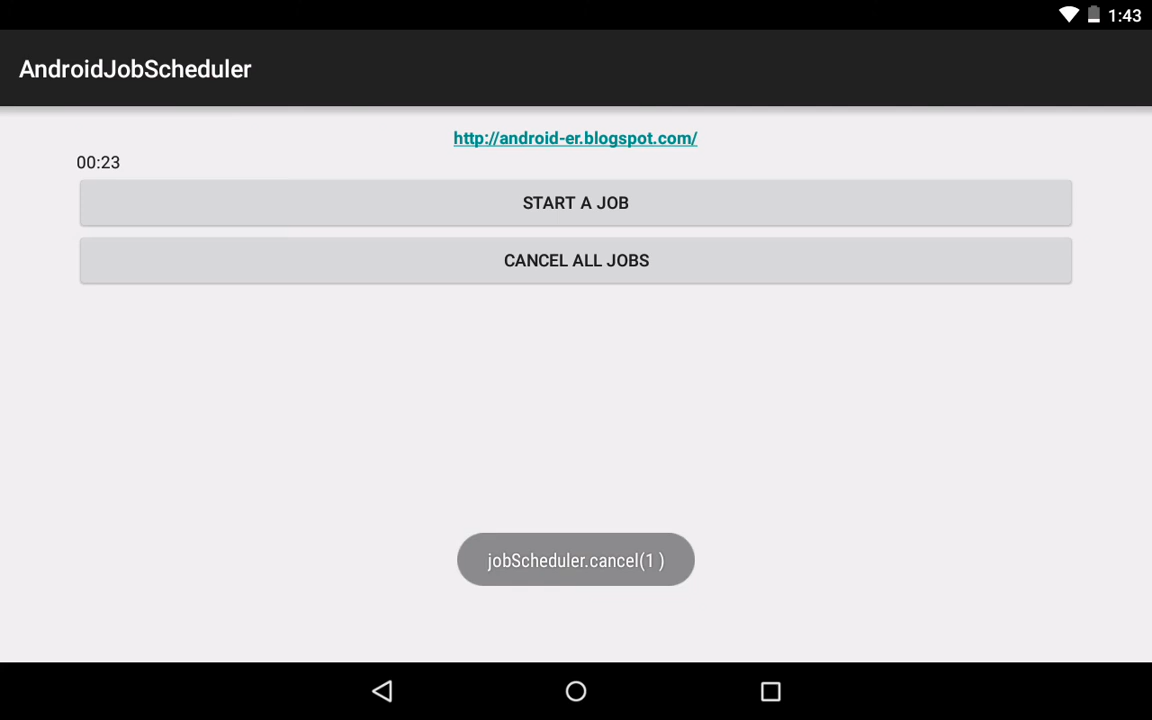 1:43
AndroidJobScheduler
http://android-er.blogspot.com/
00:23
START A JOB
CANCEL ALL JOBS
jobScheduler.cancel(1 )